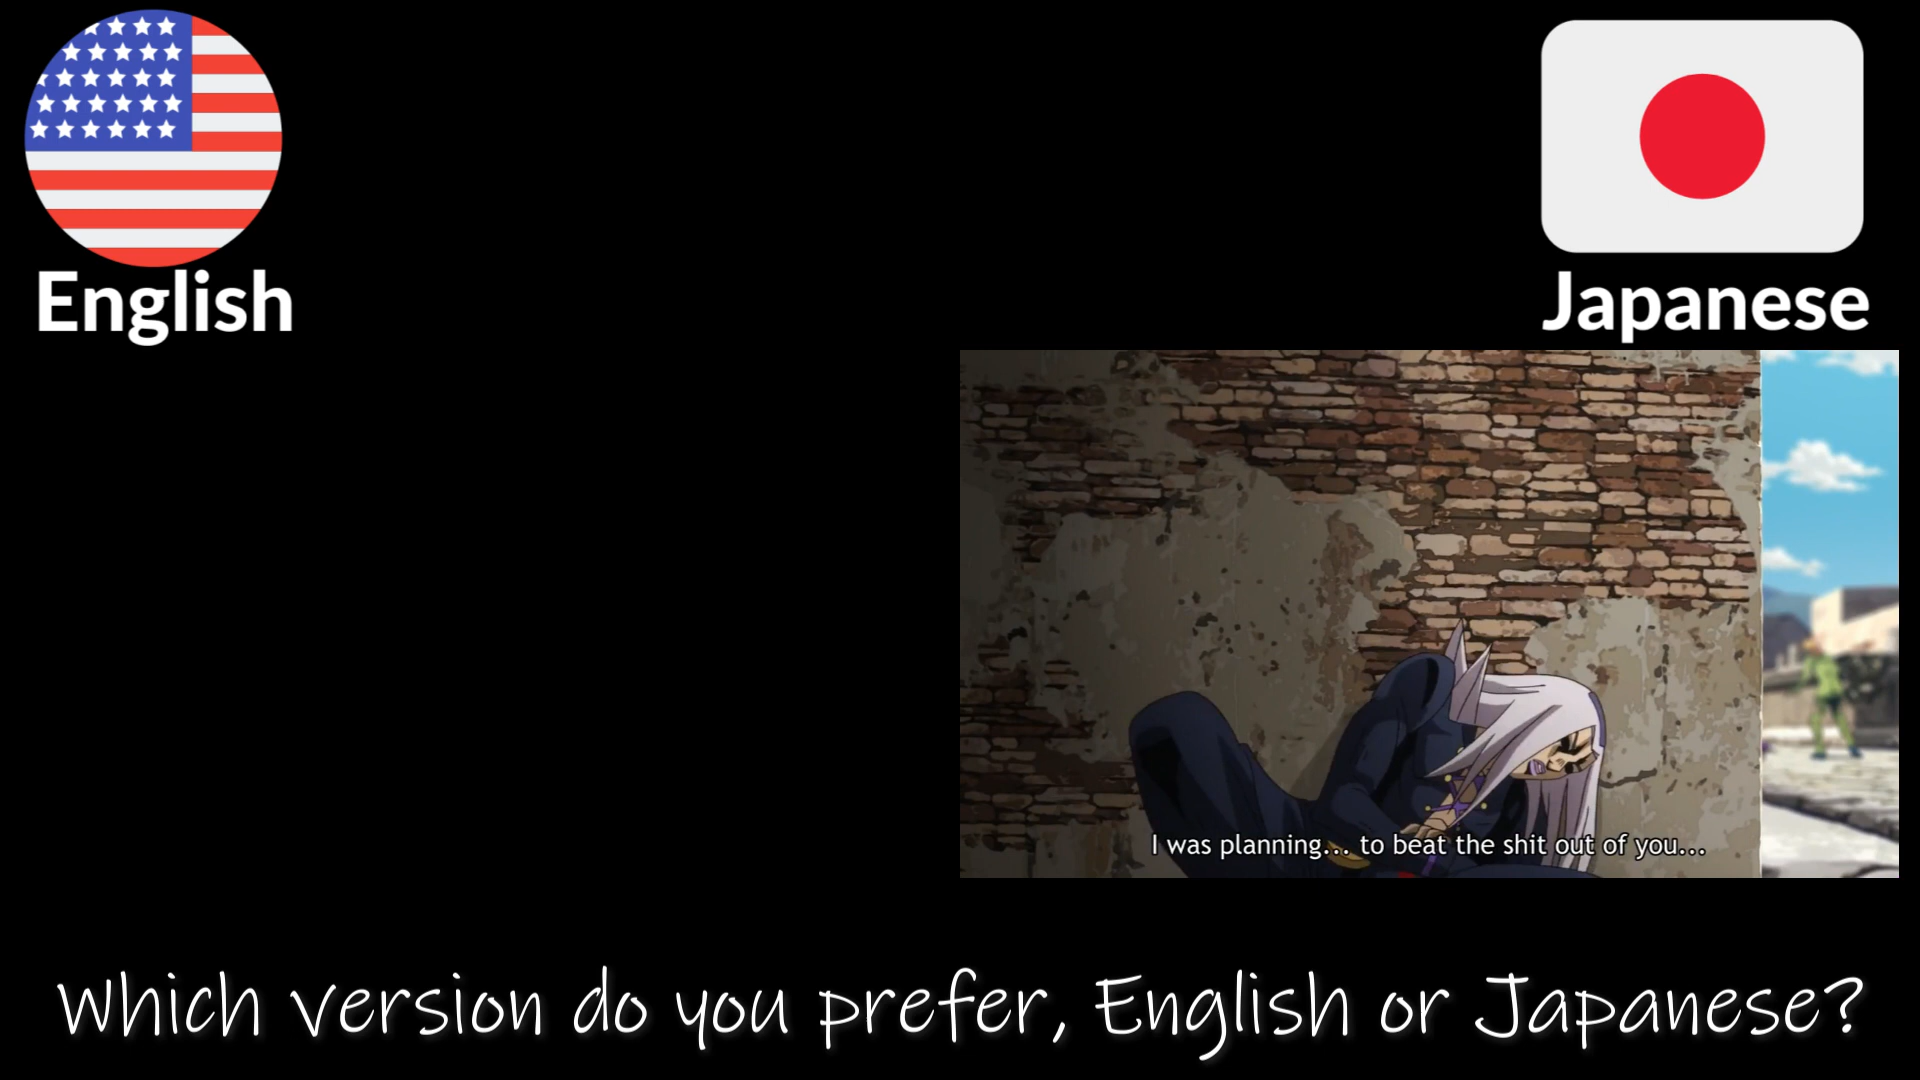 English
Japanese
I was planning... to beat the shit out of you...
Which version do you prefer, English or Japanese?